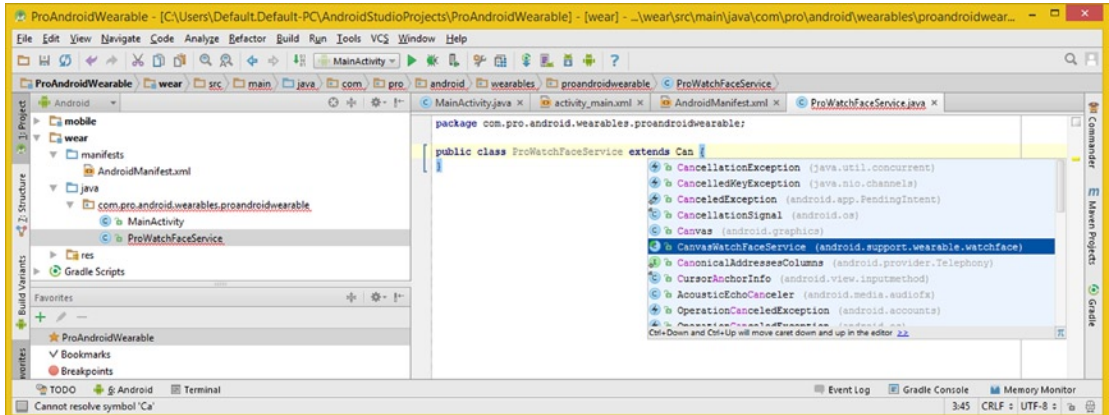 ProAndroidWearable - [C:\Users\Default.Default-PC\AndroidStudioProjects\ProAndroidWearable] - [wear] - ...\wear\src\main\java\com\pro\android\wearables\proandroidwear...
File Edit View Navigate Code Analyze Refactor Build Run Tools VCS Window Help
MainActivity
ProAndroidWearable wear src main java com pro android wearables proandroidwearable ProWatchFaceService
Android
MainActivity.java activity_main.xml AndroidManifest.xml ProWatchFaceService.java
1: Project
2: Structure
Build Variants
mobile
wear
manifests
AndroidManifest.xml
java
com.pro.android.wearables.proandroidwearable
MainActivity
ProWatchFaceService
res
Gradle Scripts
Favorites
ProAndroidWearable
Bookmarks
Breakpoints
package com.pro.android.wearables.proandroidwearable;
public class ProWatchFaceService extends Can {
}
CancellationException (java.util.concurrent)
CancelledKeyException (java.nio.channels)
CanceledException (android.app.PendingIntent)
CancellationSignal (android.os)
Canvas (android.graphics)
CanvasWatchFaceService (android.support.wearable.watchface)
CanonicalAddressesColumns (android.provider.Telephony)
CursorAnchorInfo (android.view.inputmethod)
AcousticEchoCanceler (android.media.audiofx)
OperationCanceledException (android.accounts)
OperationCanceledException (android.os)
Ctrl+Down and Ctrl+Up will move caret down and up in the editor >>
Commander
Maven Projects
Gradle
TODO 6: Android Terminal Event Log Gradle Console Memory Monitor
Cannot resolve symbol 'Ca' 3:45 CRLF UTF-8